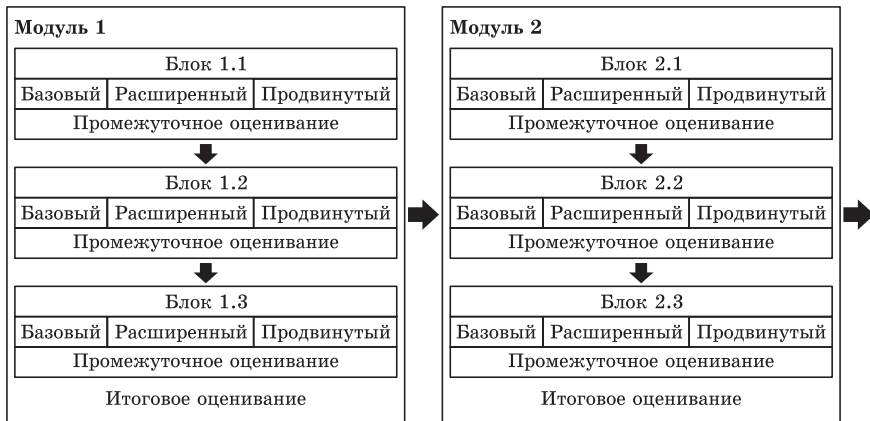 Модуль 1
Блок 1.1
Базовый Расширенный Продвинутый
Промежуточное оценивание
Блок 1.2
Базовый Расширенный Продвинутый
Промежуточное оценивание
Блок 1.3
Базовый Расширенный Продвинутый
Промежуточное оценивание
Итоговое оценивание
Модуль 2
Блок 2.1
Базовый Расширенный Продвинутый
Промежуточное оценивание
Блок 2.2
Базовый Расширенный Продвинутый
Промежуточное оценивание
Блок 2.3
Базовый Расширенный Продвинутый
Промежуточное оценивание
Итоговое оценивание